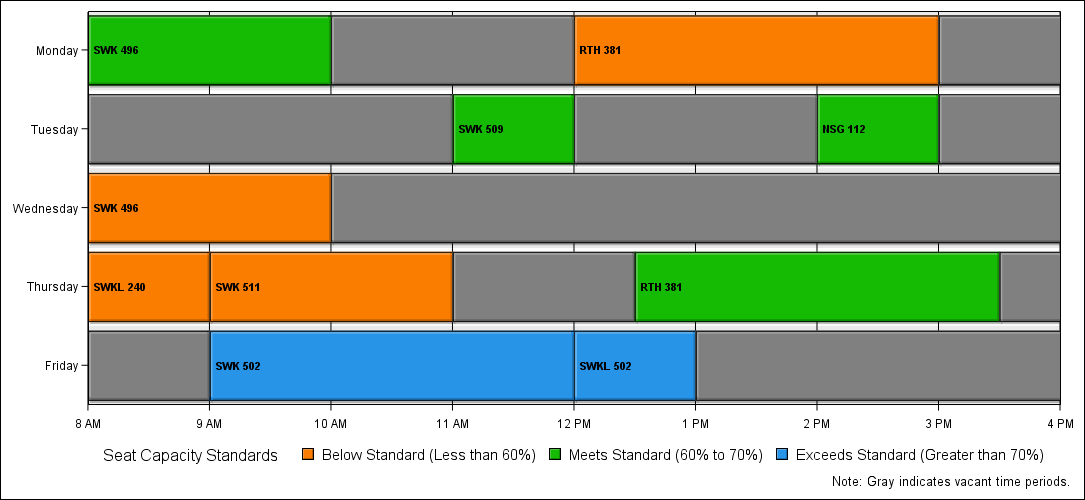 Monday
SWK 496
RTH 381
Tuesday
SWK 509
NSG 112
Wednesday
SWK 496
Thursday
SWKL 240
SWK 511
RTH 381
Friday
SWK 502
SWKL 502
8 AM 9 AM 10 AM 11 AM 12 PM 1 PM 2 PM 3 PM 4 PM
Seat Capacity Standards Below Standard (Less than 60%) Meets Standard (60% to 70%) Exceeds Standard (Greater than 70%)
Note: Gray indicates vacant time periods.